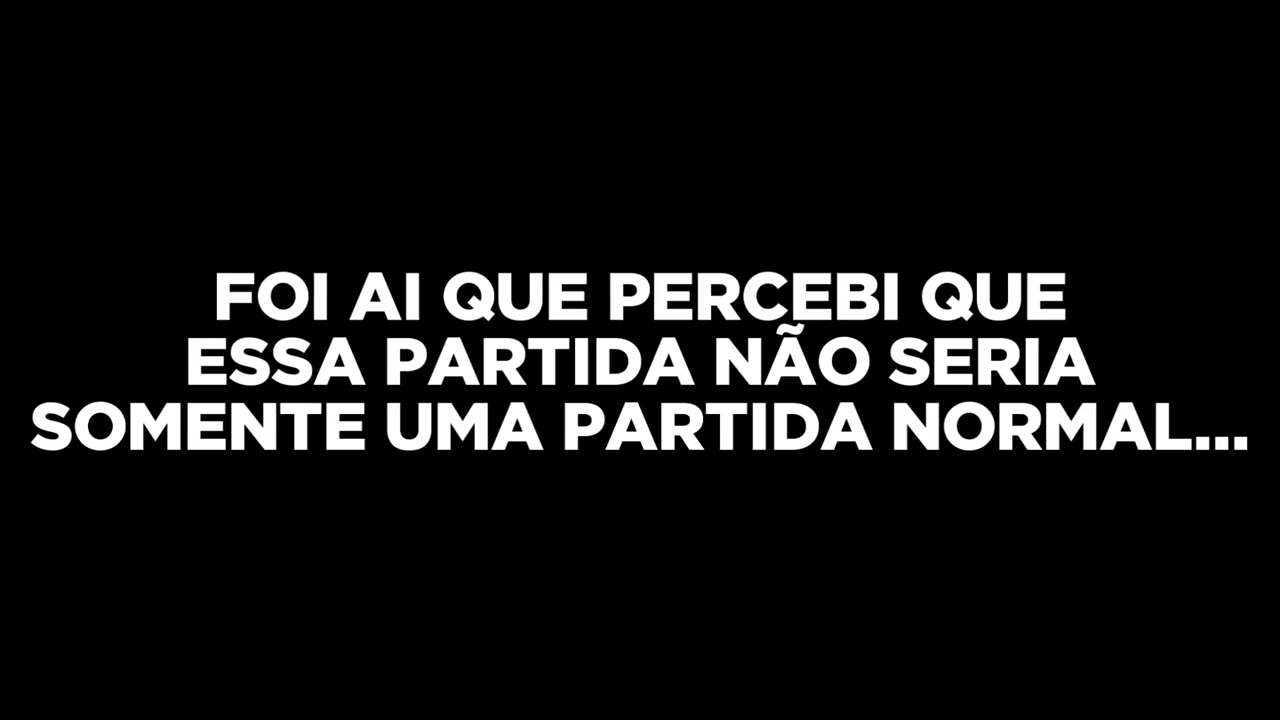 FOI AI QUE PERCEBI QUE
ESSA PARTIDA NÃO SERIA
SOMENTE UMA PARTIDA NORMAL...